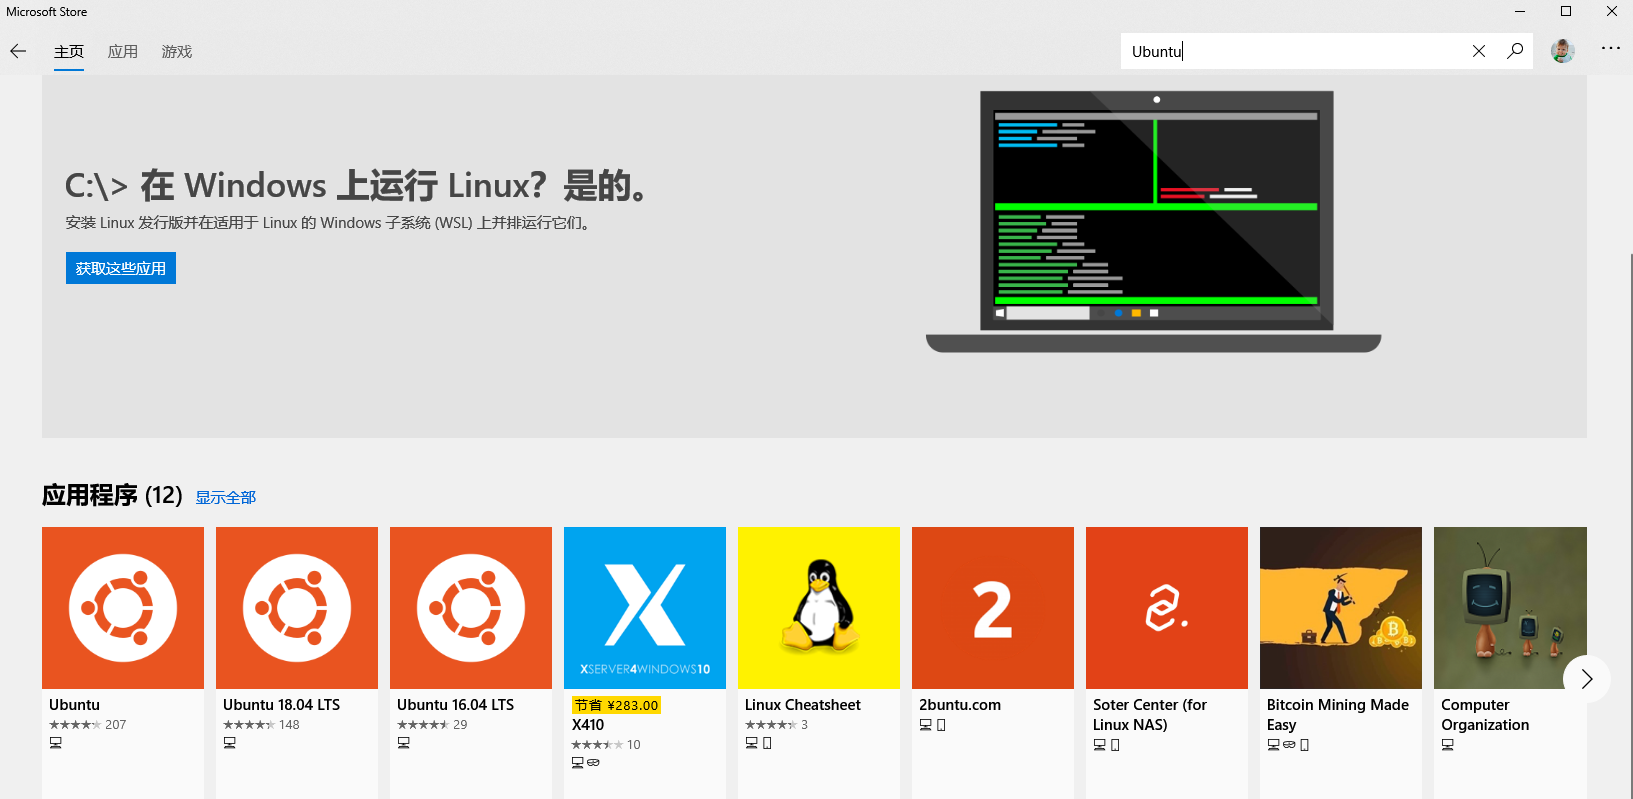 Microsoft Store
主页 应用 游戏
Ubuntu
C:\> 在 Windows 上运行 Linux？是的。
安装 Linux 发行版并在适用于 Linux 的 Windows 子系统 (WSL) 上并排运行它们。
获取这些应用
应用程序 (12) 显示全部
XSERVER4WINDOWS10
2
Ubuntu
207
Ubuntu 18.04 LTS
148
Ubuntu 16.04 LTS
29
节省 ¥283.00
X410
10
Linux Cheatsheet
3
2buntu.com
Soter Center (for
Linux NAS)
Bitcoin Mining Made
Easy
Computer
Organization